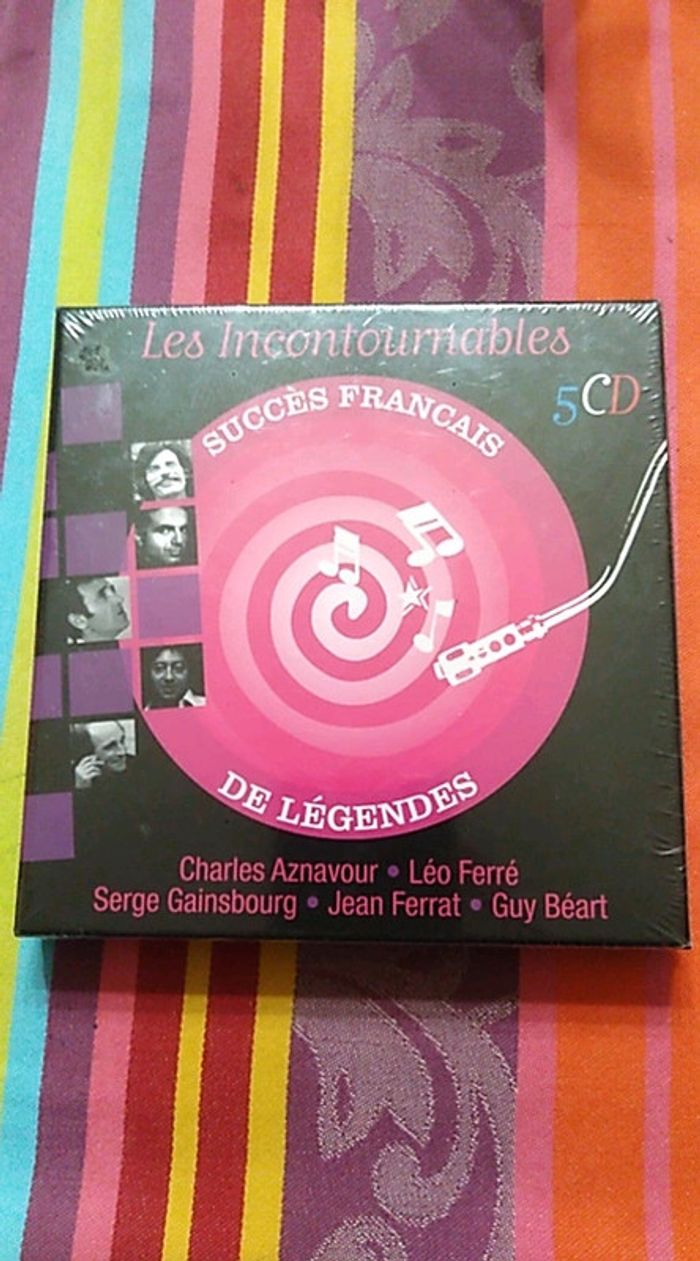 Les Incontournables
5CD
SUCCÈS FRANCAIS
DE LÉGENDES
Charles Aznavour • Léo Ferré
Serge Gainsbourg • Jean Ferrat • Guy Béart